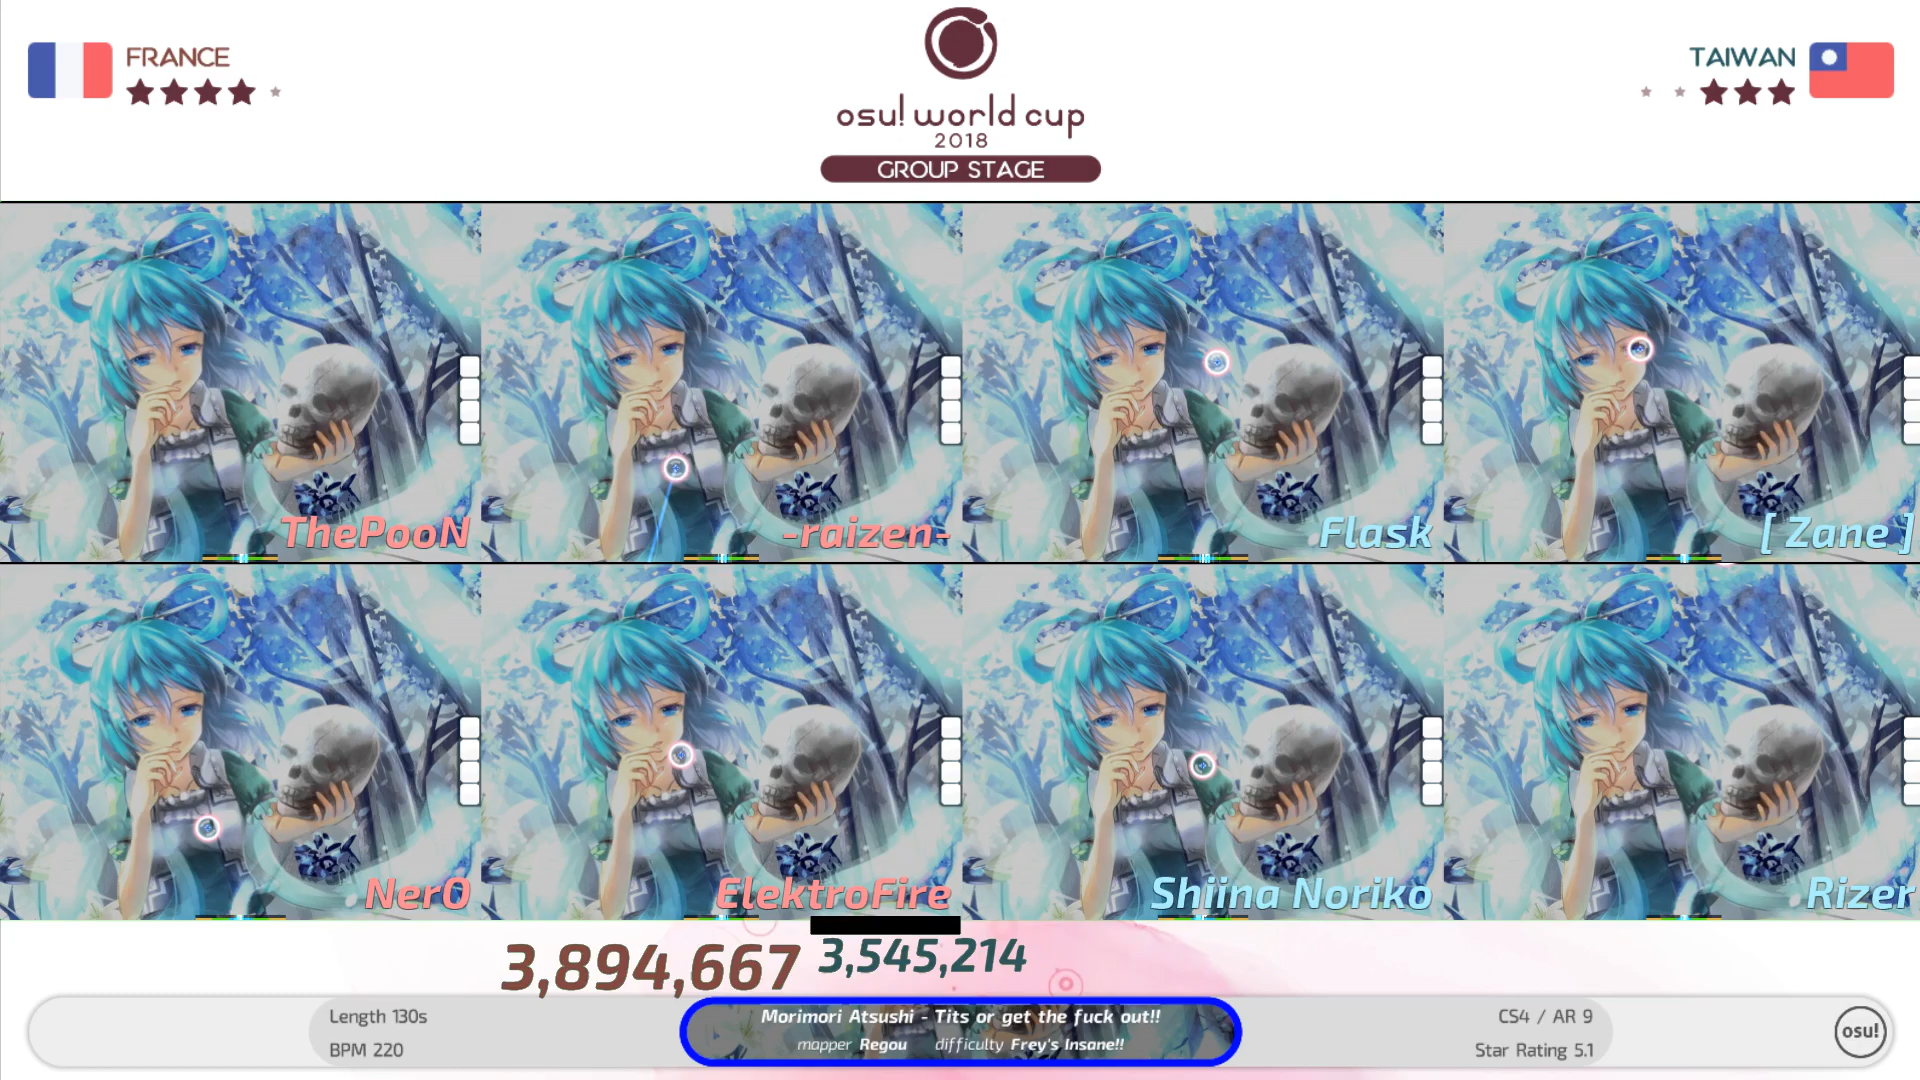 FRANCE
TAIWAN
osu! world cup
2018
GROUP STAGE
ThePooN
-raizen-
Flask
[ Zane ]
NerO
ElektroFire
Shiina Noriko
Rizer
3,894,667
3,545,214
Length 130s
BPM 220
Morimori Atsushi - Tits or get the fuck out!!
mapper Regou difficulty Frey's Insane!!
CS4 / AR 9
Star Rating 5.1
osu!